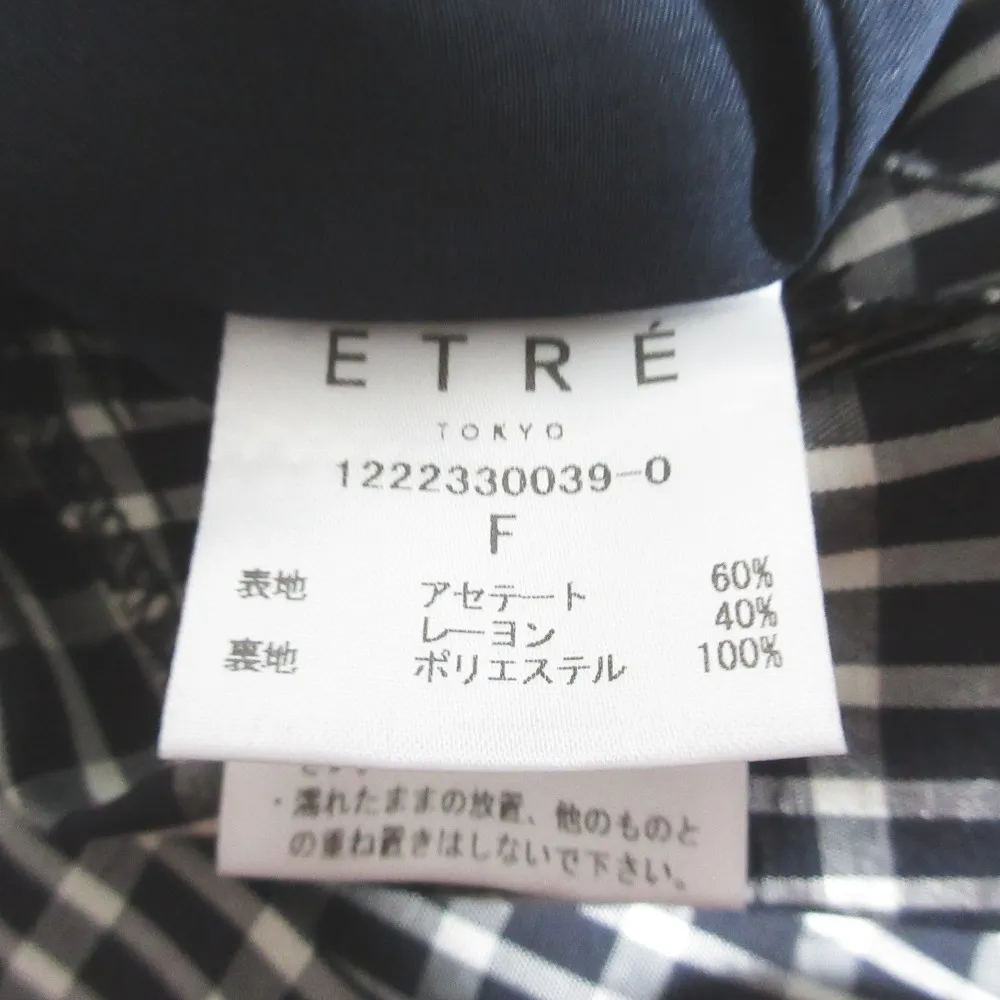 ETRÉ
TOKYO
1222330039-0
F
表地 アセテート 60%
レーヨン 40%
裏地 ポリエステル 100%
・濡れたままの放置、他のものと
の重ね置きはしないで下さい。